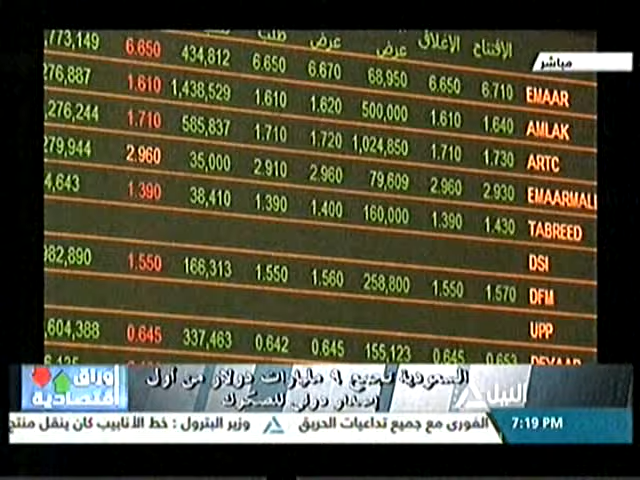 طلب عرض عرض الإغلاق الإفتتاح
مباشر
,773,149 6.650 434,812 6.650 6.670 68,950 6.650 6.710 EMAAR
276,887 1.610 1,438,529 1.610 1.620 500,000 1.610 1.640 AMLAK
,276,244 1.710 585,837 1.710 1.720 1,024,850 1.710 1.730 ARTC
279,944 2.960 35,000 2.910 2.960 79,609 2.960 2.930 EMAARMALL
4,643 1.390 38,410 1.390 1.400 160,000 1.390 1.430 TABREED
DSI
982,890 1.550 166,313 1.550 1.560 258,800 1.550 1.570 DFM
UPP
,604,388 0.645 337,463 0.642 0.645 155,123 0.645 0.653 DEYAAR
أوراق اقتصادية
السعودية تجمع ٩ مليارات دولار من أول
إصدار دولي للصكوك
النيل
الفورى مع جميع تداعيات الحريق وزير البترول : خط الأنابيب كان ينقل منتج
7:19 PM